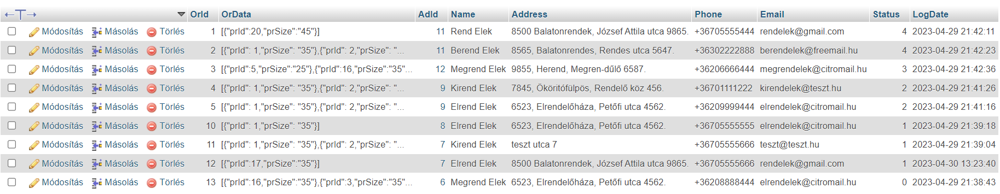 ←T→ OrId OrData AdId Name Address Phone Email Status LogDate
Módosítás Másolás Törlés 1 [{"prId":20,"prSize":"45"}] 11 Rend Elek 8500 Balatonrendek, József Attila utca 9865. +36705555444 rendelek@gmail.com 4 2023-04-29 21:42:11
Módosítás Másolás Törlés 2 [{"prId": 1,"prSize": "35"},{"prId": 2,"prSize": "... 11 Berend Elek 8565, Balatonrendes, Rendes utca 5647. +36302222888 berendelek@freemail.hu 4 2023-04-29 21:42:23
Módosítás Másolás Törlés 3 [{"prId":5,"prSize":"25"},{"prId":16,"prSize":"35"... 12 Megrend Elek 9855, Herend, Megren-dűlő 6587. +36206666444 megrendelek@citromail.hu 3 2023-04-29 21:42:36
Módosítás Másolás Törlés 4 [{"prId": 1,"prSize": "35"},{"prId": 2,"prSize": "... 9 Kirend Elek 7845, Ököritófülpös, Rendelő köz 456. +36701111222 kirendelek@teszt.hu 2 2023-04-29 21:41:26
Módosítás Másolás Törlés 5 [{"prId": 1,"prSize": "35"},{"prId": 2,"prSize": "... 9 Elrend Elek 6523, Elrendelőháza, Petőfi utca 4562. +36209999444 elrendelek@citromail.hu 2 2023-04-29 21:41:16
Módosítás Másolás Törlés 10 [{"prId": 1,"prSize": "35"}] 8 Elrend Elek 6523, Elrendelőháza, Petőfi utca 4562. +36705555555 elrendelek@citromail.hu 1 2023-04-29 21:39:18
Módosítás Másolás Törlés 11 [{"prId": 1,"prSize": "35"},{"prId": 2,"prSize": "... 7 Kirend Elek teszt utca 7 +36705555666 teszt@teszt.hu 1 2023-04-29 21:39:04
Módosítás Másolás Törlés 12 [{"prId":17,"prSize":"35"}] 7 Elrend Elek 8500 Balatonrendek, József Attila utca 9865. +36705555666 rendelek@gmail.com 1 2023-04-30 13:23:40
Módosítás Másolás Törlés 13 [{"prId":16,"prSize":"35"},{"prId":3,"prSize":"35"... 6 Megrend Elek 6523, Elrendelőháza, Petőfi utca 4562. +36208888444 elrendelek@citromail.hu 0 2023-04-29 21:38:43